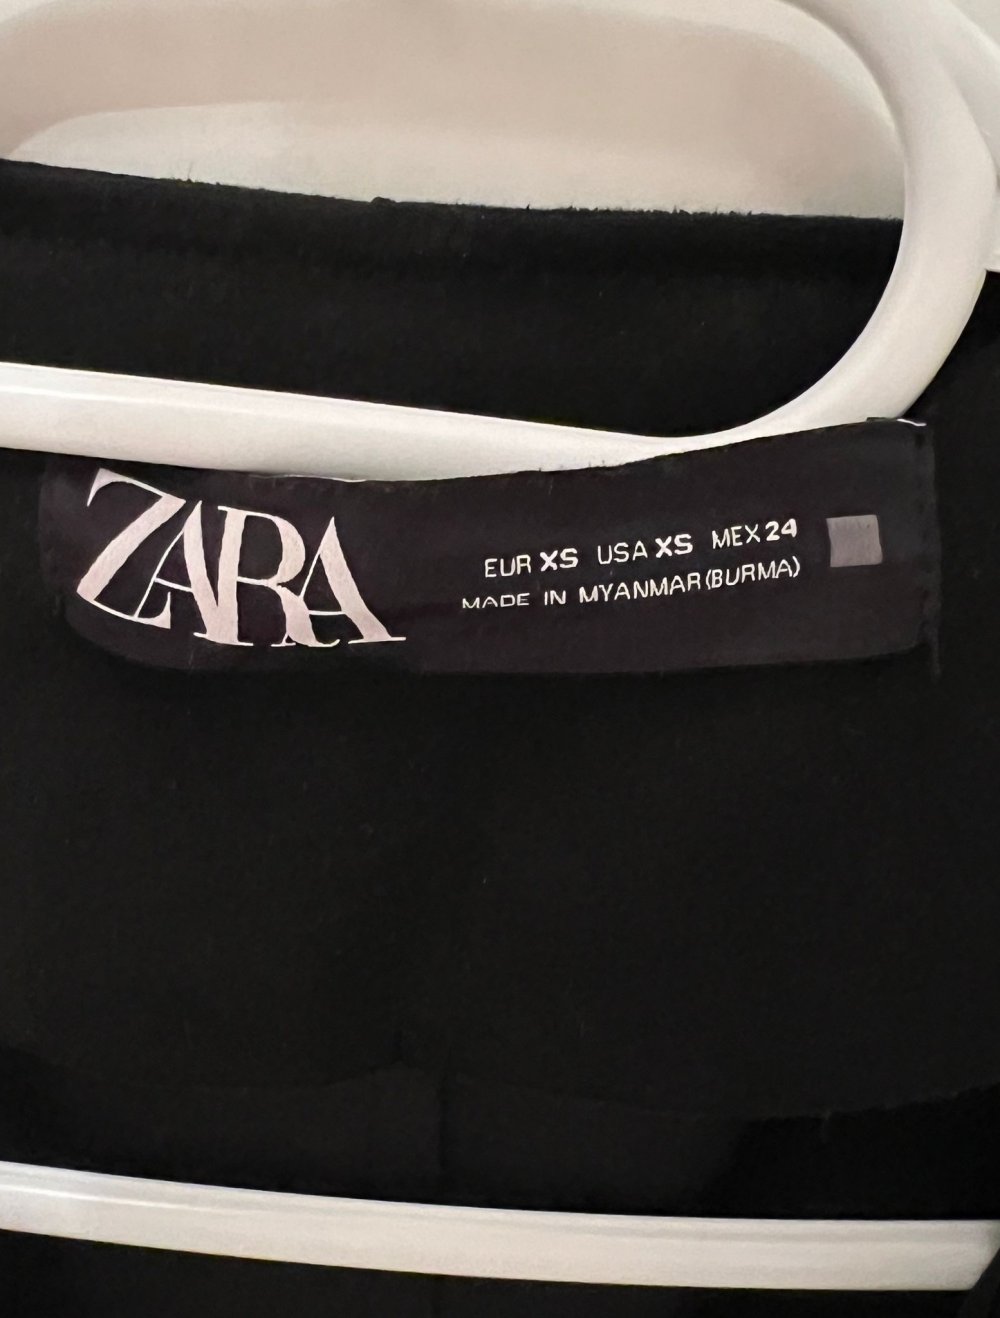 ZARA
EUR XS USA XS MEX 24
MADE IN MYANMAR (BURMA)